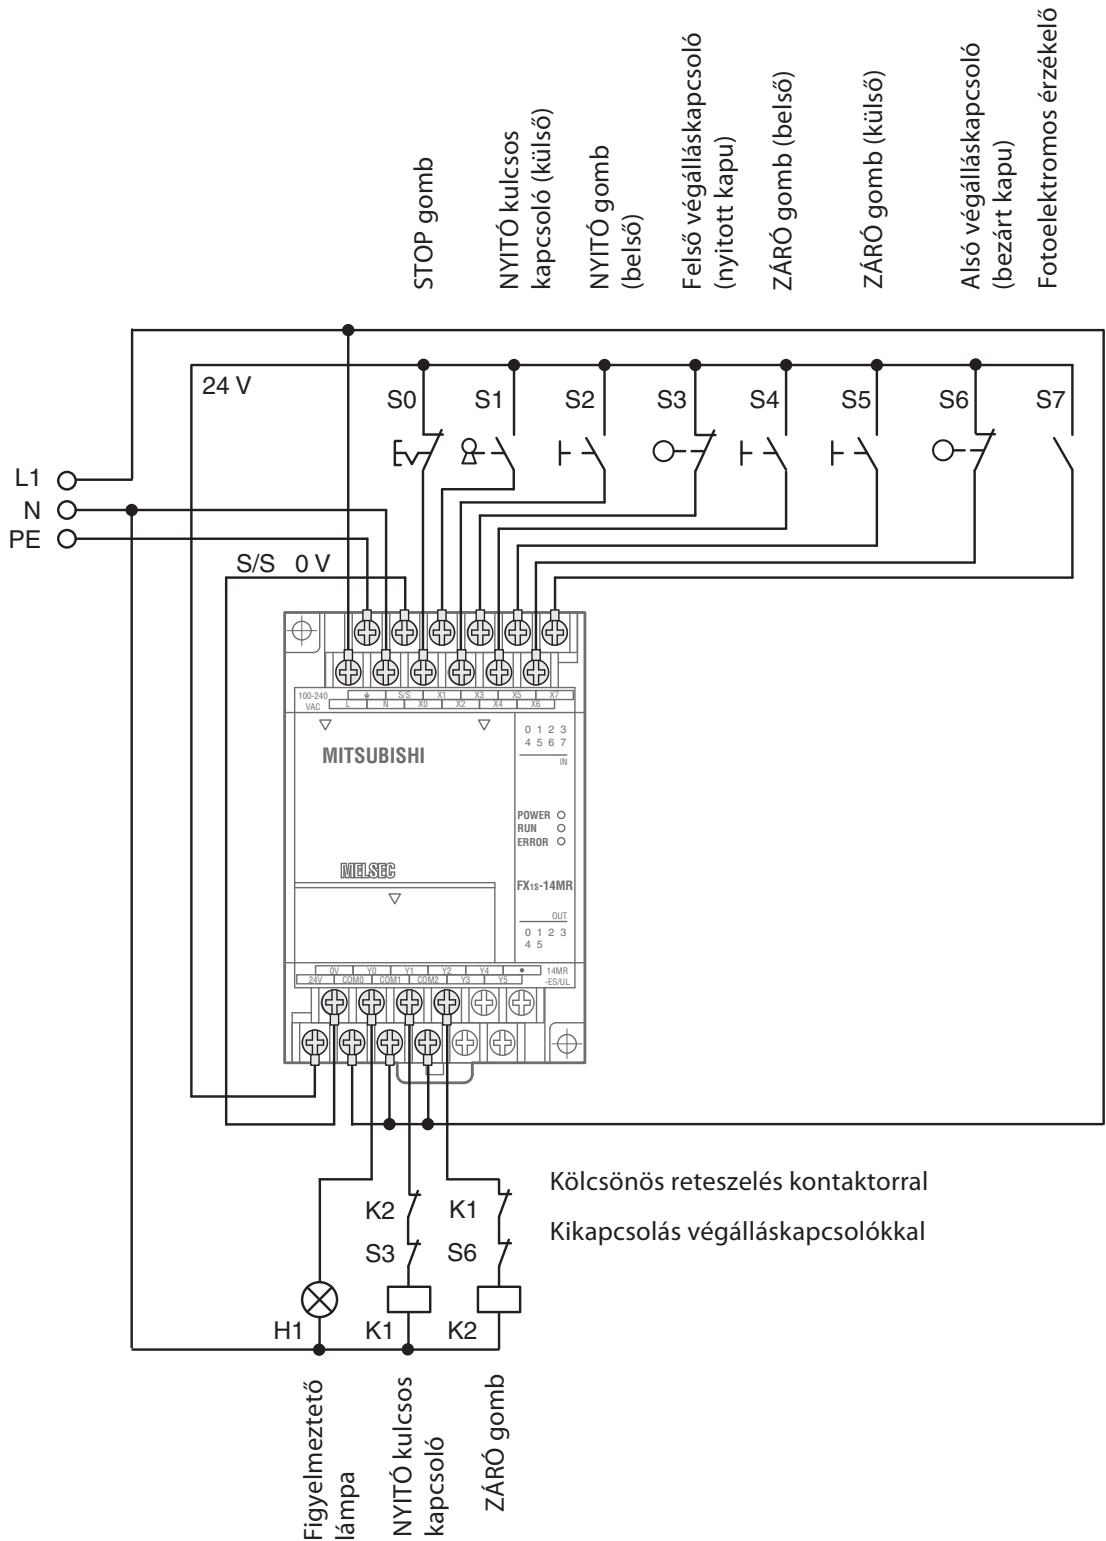 STOP gomb
NYITÓ kulcsos
kapcsoló (külső)
NYITÓ gomb
(belső)
Felső végálláskapcsoló
(nyitott kapu)
ZÁRÓ gomb (belső)
ZÁRÓ gomb (külső)
Alsó végálláskapcsoló
(bezárt kapu)
Fotoelektromos érzékelő
24 V
S0 S1 S2 S3 S4 S5 S6 S7
L1
N
PE
S/S 0 V
100-240
VAC
S/S X1 X3 X5 X7
L N X0 X2 X4 X6
MITSUBISHI
0 1 2 3
4 5 6 7
IN
POWER
RUN
ERROR
MELSEC
FX1S-14MR
OUT
0 1 2 3
4 5
0V Y0 Y1 Y2 Y4 •
24V COM0 COM1 COM2 Y3 Y5
14MR
-ES/UL
Kölcsönös reteszelés kontaktorral
K2 K1
Kikapcsolás végálláskapcsolókkal
S3 S6
H1 K1 K2
Figyelmeztető
lámpa
NYITÓ kulcsos
kapcsoló
ZÁRÓ gomb